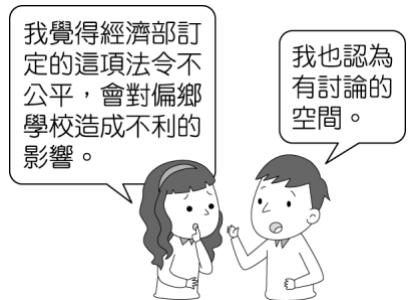 我覺得經濟部訂
定的這項法令不
公平，會對偏鄉
學校造成不利的
影響。
我也認為
有討論的
空間。